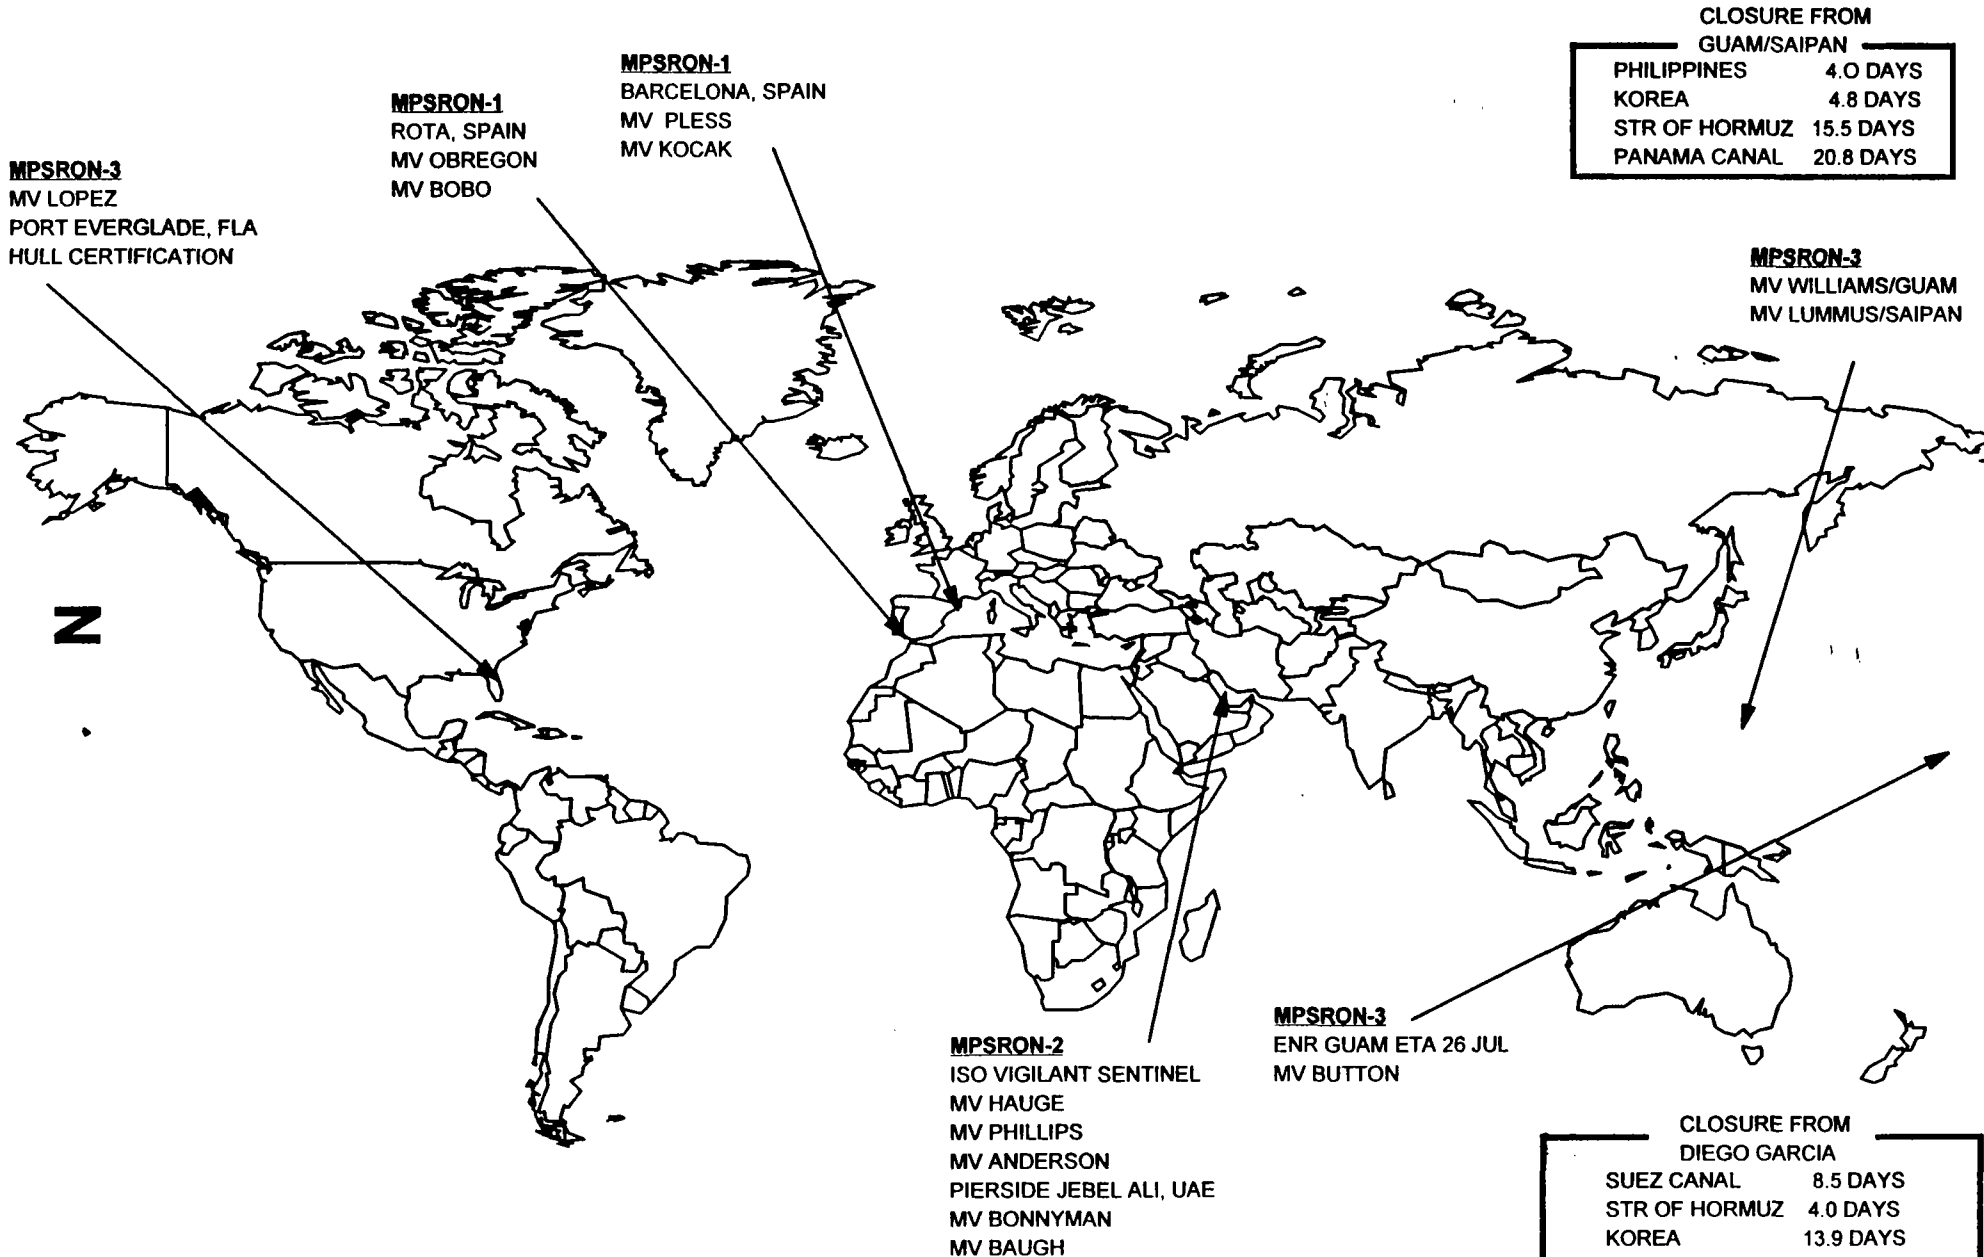 CLOSURE FROM
GUAM/SAIPAN
PHILIPPINES 4.0 DAYS
KOREA 4.8 DAYS
STR OF HORMUZ 15.5 DAYS
PANAMA CANAL 20.8 DAYS
MPSRON-1
BARCELONA, SPAIN
MV PLESS
MV KOCAK
MPSRON-1
ROTA, SPAIN
MV OBREGON
MV BOBO
MPSRON-3
MV LOPEZ
PORT EVERGLADE, FLA
HULL CERTIFICATION
MPSRON-3
MV WILLIAMS/GUAM
MV LUMMUS/SAIPAN
N
MPSRON-2
ISO VIGILANT SENTINEL
MV HAUGE
MV PHILLIPS
MV ANDERSON
PIERSIDE JEBEL ALI, UAE
MV BONNYMAN
MV BAUGH
MPSRON-3
ENR GUAM ETA 26 JUL
MV BUTTON
CLOSURE FROM
DIEGO GARCIA
SUEZ CANAL 8.5 DAYS
STR OF HORMUZ 4.0 DAYS
KOREA 13.9 DAYS